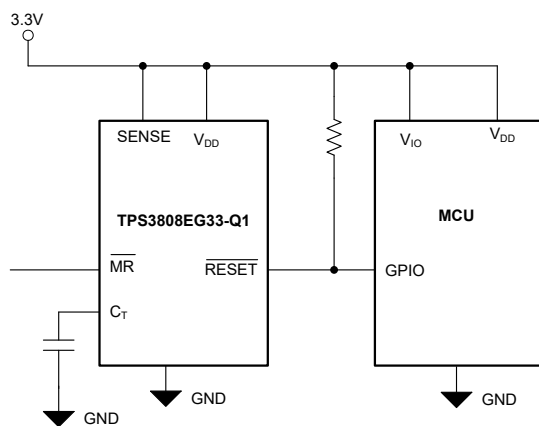 3.3V
SENSE VDD
VIO VDD
TPS3808EG33-Q1
MCU
MR RESET
GPIO
CT
GND
GND
GND